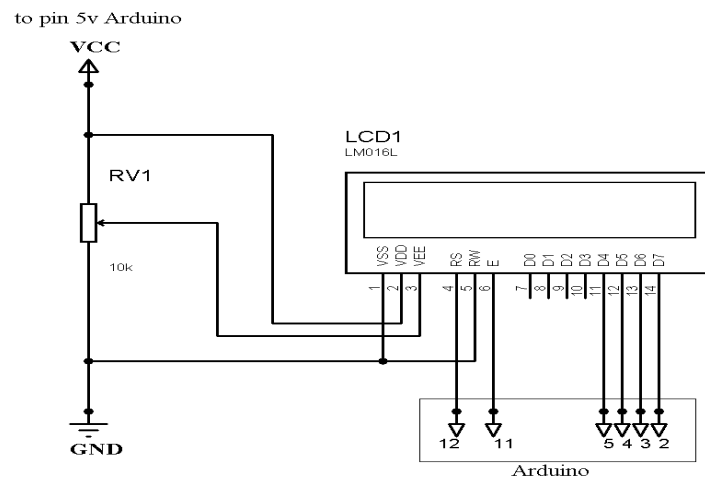 to pin 5v Arduino
VCC
LCD1
LM016L
RV1
10k
VSS VDD VEE RS RW E D0 D1 D2 D3 D4 D5 D6 D7
1 2 3 4 5 6 7 8 9 10 11 12 13 14
12 11 5 4 3 2
GND
Arduino